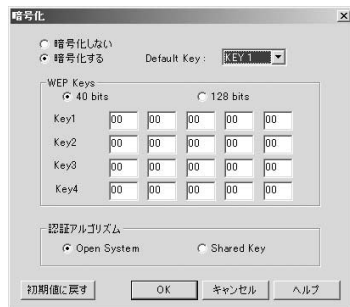 暗号化
暗号化しない
暗号化する Default Key : KEY 1
WEP Keys
40 bits 128 bits
Key1 00 00 00 00 00
Key2 00 00 00 00 00
Key3 00 00 00 00 00
Key4 00 00 00 00 00
認証アルゴリズム
Open System Shared Key
初期値に戻す OK キャンセル ヘルプ